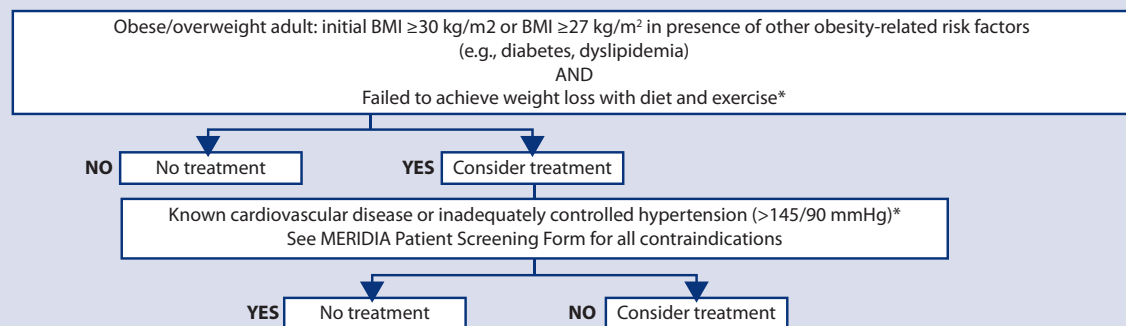 Obese/overweight adult: initial BMI ≥30 kg/m2 or BMI ≥27 kg/m² in presence of other obesity-related risk factors
(e.g., diabetes, dyslipidemia)
AND
Failed to achieve weight loss with diet and exercise*
NO No treatment YES Consider treatment
Known cardiovascular disease or inadequately controlled hypertension (>145/90 mmHg)*
See MERIDIA Patient Screening Form for all contraindications
YES No treatment NO Consider treatment